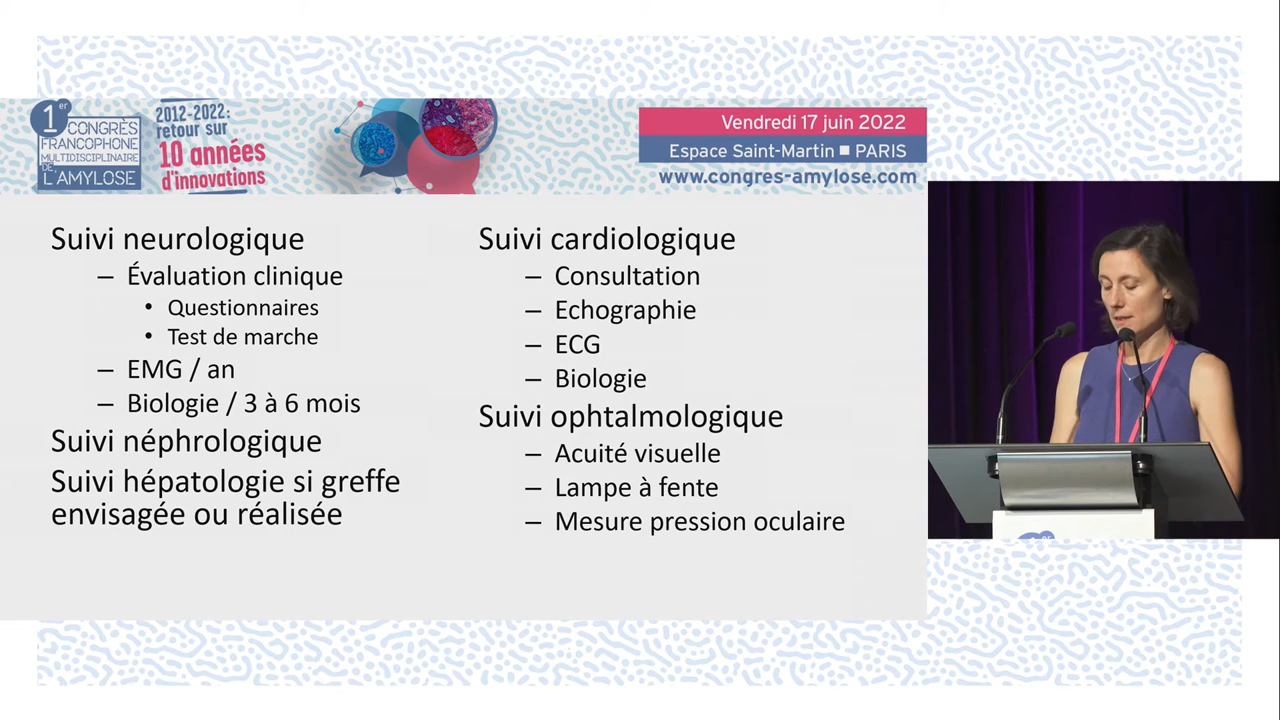 1er
CONGRÈS
FRANCOPHONE
MULTIDISCIPLINAIRE
DE
L'AMYLOSE
2012-2022:
retour sur
10 années
d'innovations
Vendredi 17 juin 2022
Espace Saint-Martin ■ PARIS
www.congres-amylose.com
Suivi neurologique
– Évaluation clinique
• Questionnaires
• Test de marche
– EMG / an
– Biologie / 3 à 6 mois
Suivi néphrologique
Suivi hépatologie si greffe
envisagée ou réalisée
Suivi cardiologique
– Consultation
– Echographie
– ECG
– Biologie
Suivi ophtalmologique
– Acuité visuelle
– Lampe à fente
– Mesure pression oculaire